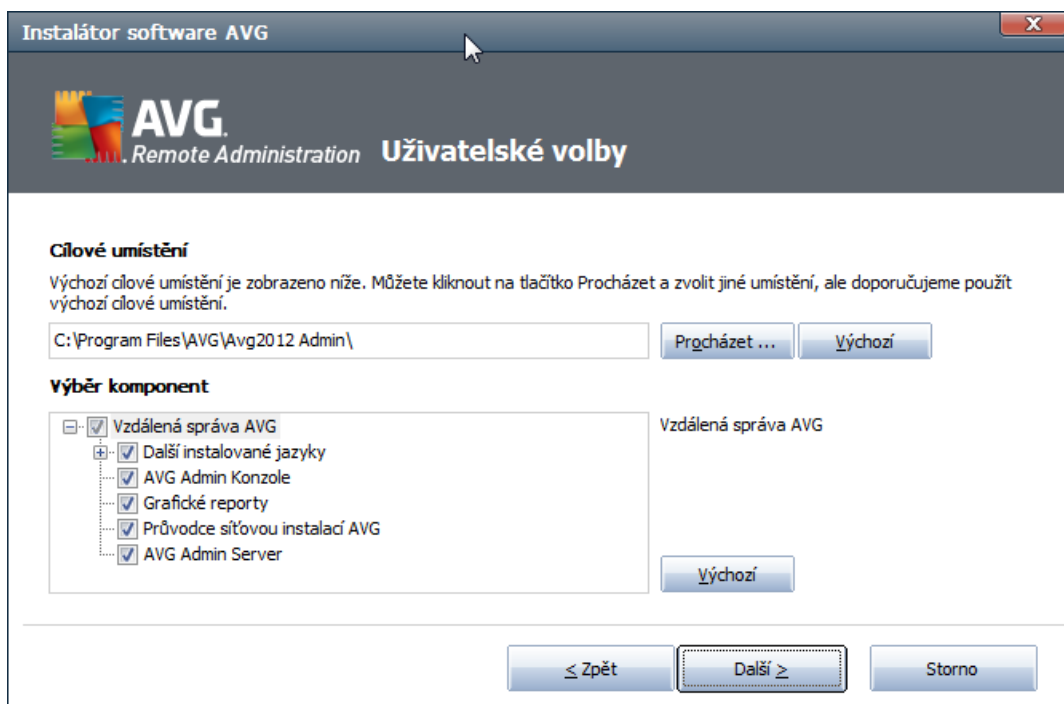 Instalátor software AVG
AVG.
Remote Administration Uživatelské volby
Cílové umístění
Výchozí cílové umístění je zobrazeno níže. Můžete kliknout na tlačítko Procházet a zvolit jiné umístění, ale doporučujeme použít
výchozí cílové umístění.
C:\Program Files\AVG\Avg2012 Admin\
Procházet ... Výchozí
Výběr komponent
Vzdálená správa AVG
Další instalované jazyky
AVG Admin Konzole
Grafické reporty
Průvodce síťovou instalací AVG
AVG Admin Server
Vzdálená správa AVG
Výchozí
< Zpět Další > Storno